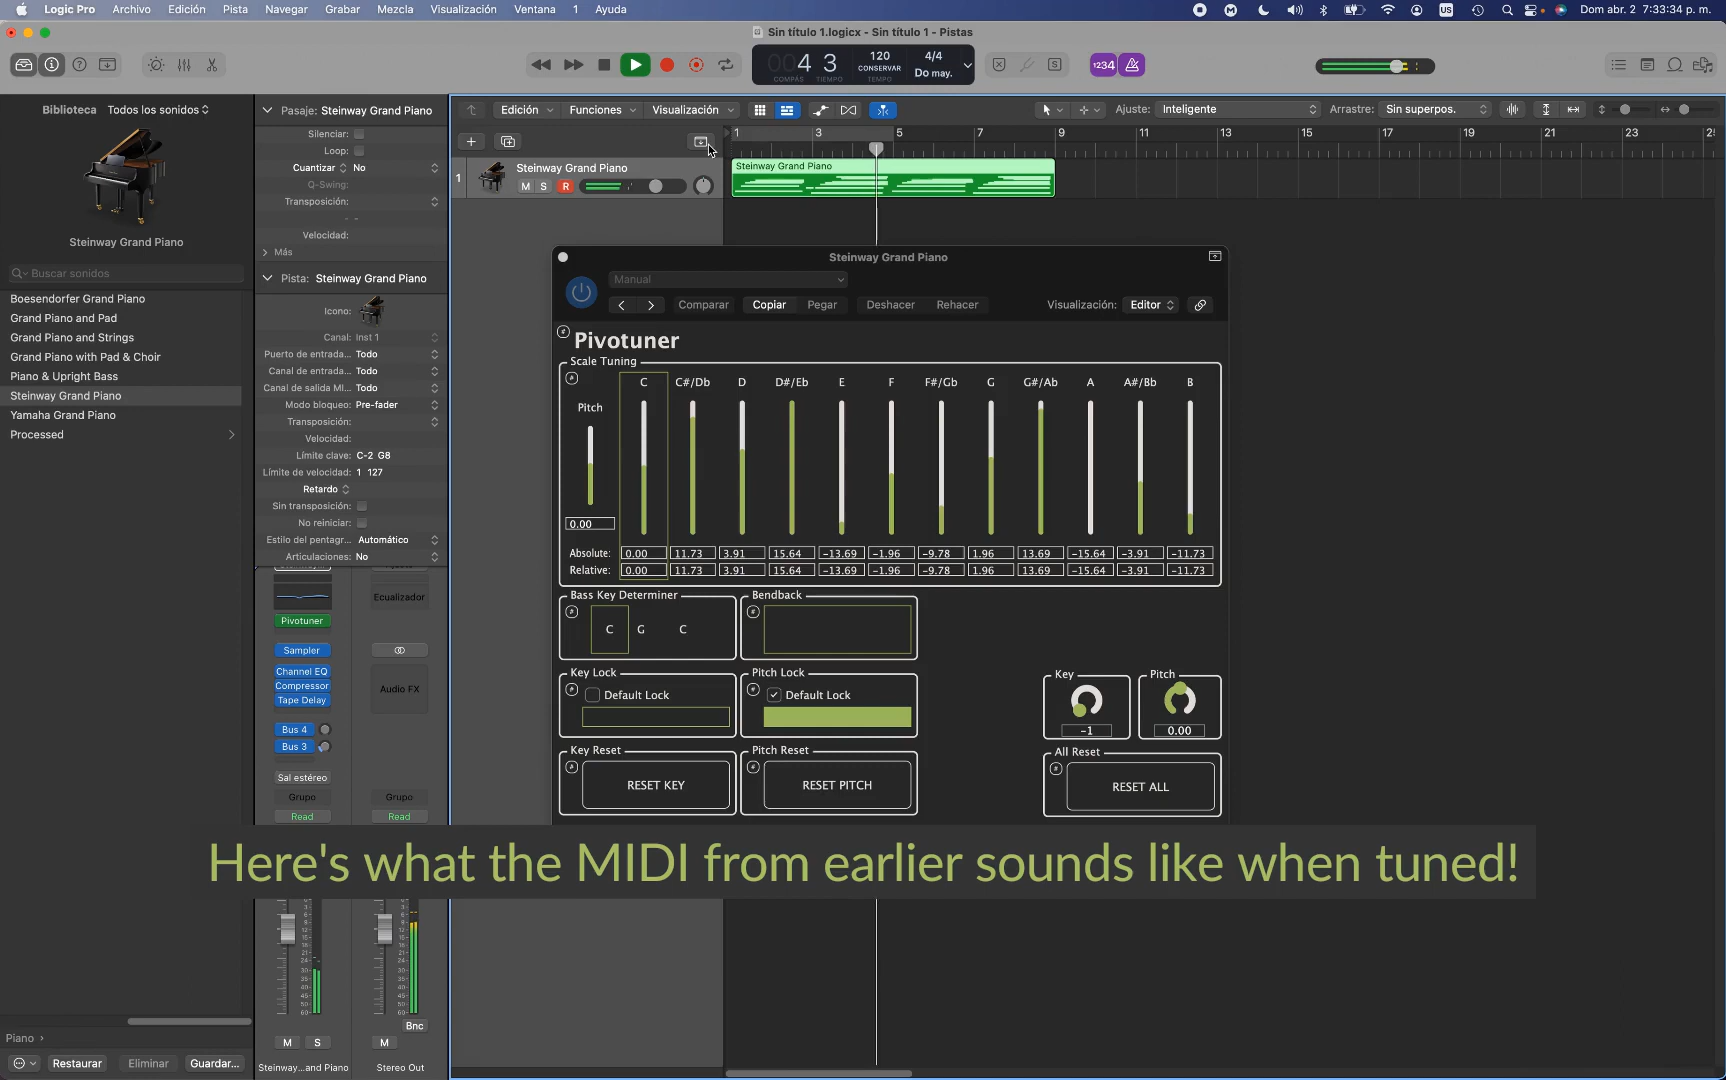 Logic Pro Archivo Edición Pista Navegar Grabar Mezcla Visualización Ventana 1 Ayuda US Dom abr. 2 7:33:34 p. m.
Sin título 1.logicx - Sin título 1 - Pistas
4 3 120 4/4
CONSERVAR Do may.
COMPÁS TIEMPO TEMPO
1234
Biblioteca Todos los sonidos
Steinway Grand Piano
Buscar sonidos
Boesendorfer Grand Piano
Grand Piano and Pad
Grand Piano and Strings
Grand Piano with Pad & Choir
Piano & Upright Bass
Steinway Grand Piano
Yamaha Grand Piano
Processed
Piano
Restaurar Eliminar Guardar...
Pasaje: Steinway Grand Piano
Silenciar:
Loop:
Cuantizar No
Q-Swing:
Transposición:
Velocidad:
Más
Pista: Steinway Grand Piano
Icono:
Canal: Inst 1
Puerto de entrada... Todo
Canal de entrada... Todo
Canal de salida MI... Todo
Modo bloqueo: Pre-fader
Transposición:
Velocidad:
Límite clave: C-2 G8
Límite de velocidad: 1 127
Retardo
Sin transposición:
No reiniciar:
Estilo del pentagr... Automático
Articulaciones: No
Ecualizador
Pivotuner
Sampler
Channel EQ
Compressor
Tape Delay
Audio FX
Bus 4
Bus 3
Sal estéreo
Grupo Grupo
Read Read
Bnc
M S M
Steinway...and Piano Stereo Out
Edición Funciones Visualización Ajuste: Inteligente Arrastre: Sin superpos.
1 3 5 7 9 11 13 15 17 19 21 23 25
1 Steinway Grand Piano
M S R
Steinway Grand Piano
Steinway Grand Piano
Manual
Comparar Copiar Pegar Deshacer Rehacer Visualización: Editor
Pivotuner
Scale Tuning
Pitch C C#/Db D D#/Eb E F F#/Gb G G#/Ab A A#/Bb B
0.00
Absolute: 0.00 11.73 3.91 15.64 -13.69 -1.96 -9.78 1.96 13.69 -15.64 -3.91 -11.73
Relative: 0.00 11.73 3.91 15.64 -13.69 -1.96 -9.78 1.96 13.69 -15.64 -3.91 -11.73
Bass Key Determiner Bendback
C G C
Key Lock Pitch Lock
Default Lock Default Lock
Key Pitch
-1 0.00
Key Reset Pitch Reset All Reset
RESET KEY RESET PITCH RESET ALL
Here's what the MIDI from earlier sounds like when tuned!